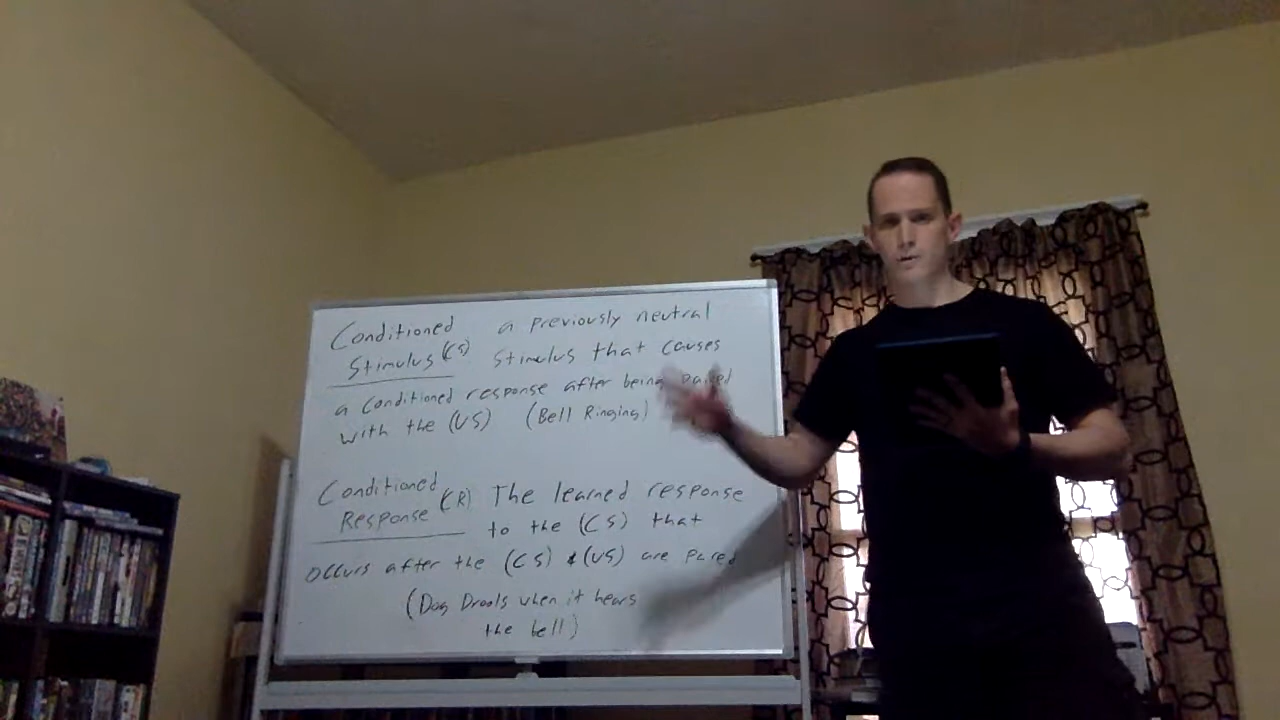 Conditioned a previously neutral
Stimulus (CS) stimulus that causes
a conditioned response after being paired
with the (US) (Bell Ringing)
Conditioned (CR) The learned response
Response to the (CS) that
occurs after the (CS) & (US) are paired
(Dog Drools when it hears
the bell)